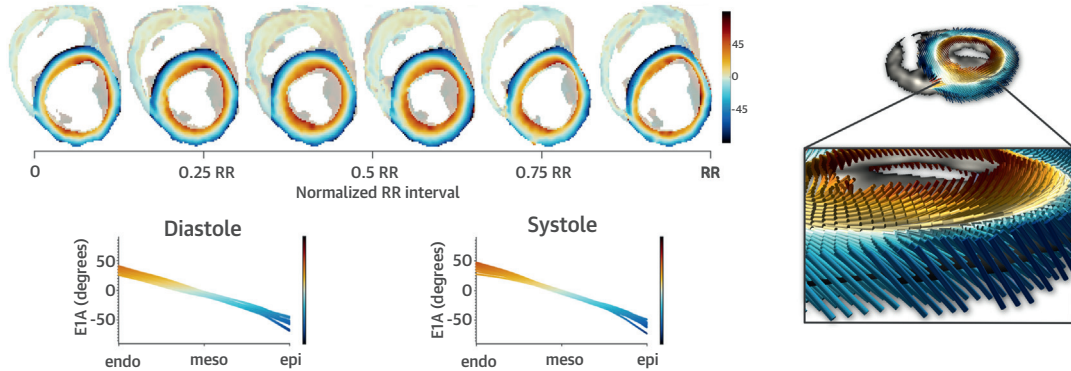 45
0
-45
0
0.25 RR
0.5 RR
0.75 RR
RR
Normalized RR interval
Diastole
E1A (degrees)
50
0
-50
endo
meso
epi
Systole
E1A (degrees)
50
0
-50
endo
meso
epi